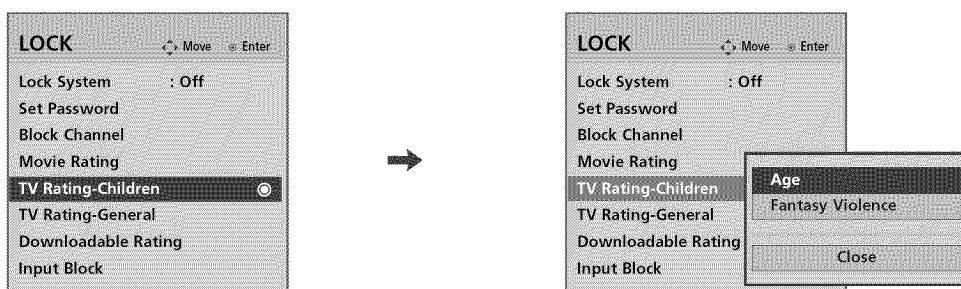 LOCK Move Enter
Lock System : Off
Set Password
Block Channel
Movie Rating
TV Rating-Children
TV Rating-General
Downloadable Rating
Input Block
LOCK Move Enter
Lock System : Off
Set Password
Block Channel
Movie Rating
TV Rating-Children
TV Rating-General
Downloadable Rating
Input Block
Age
Fantasy Violence
Close